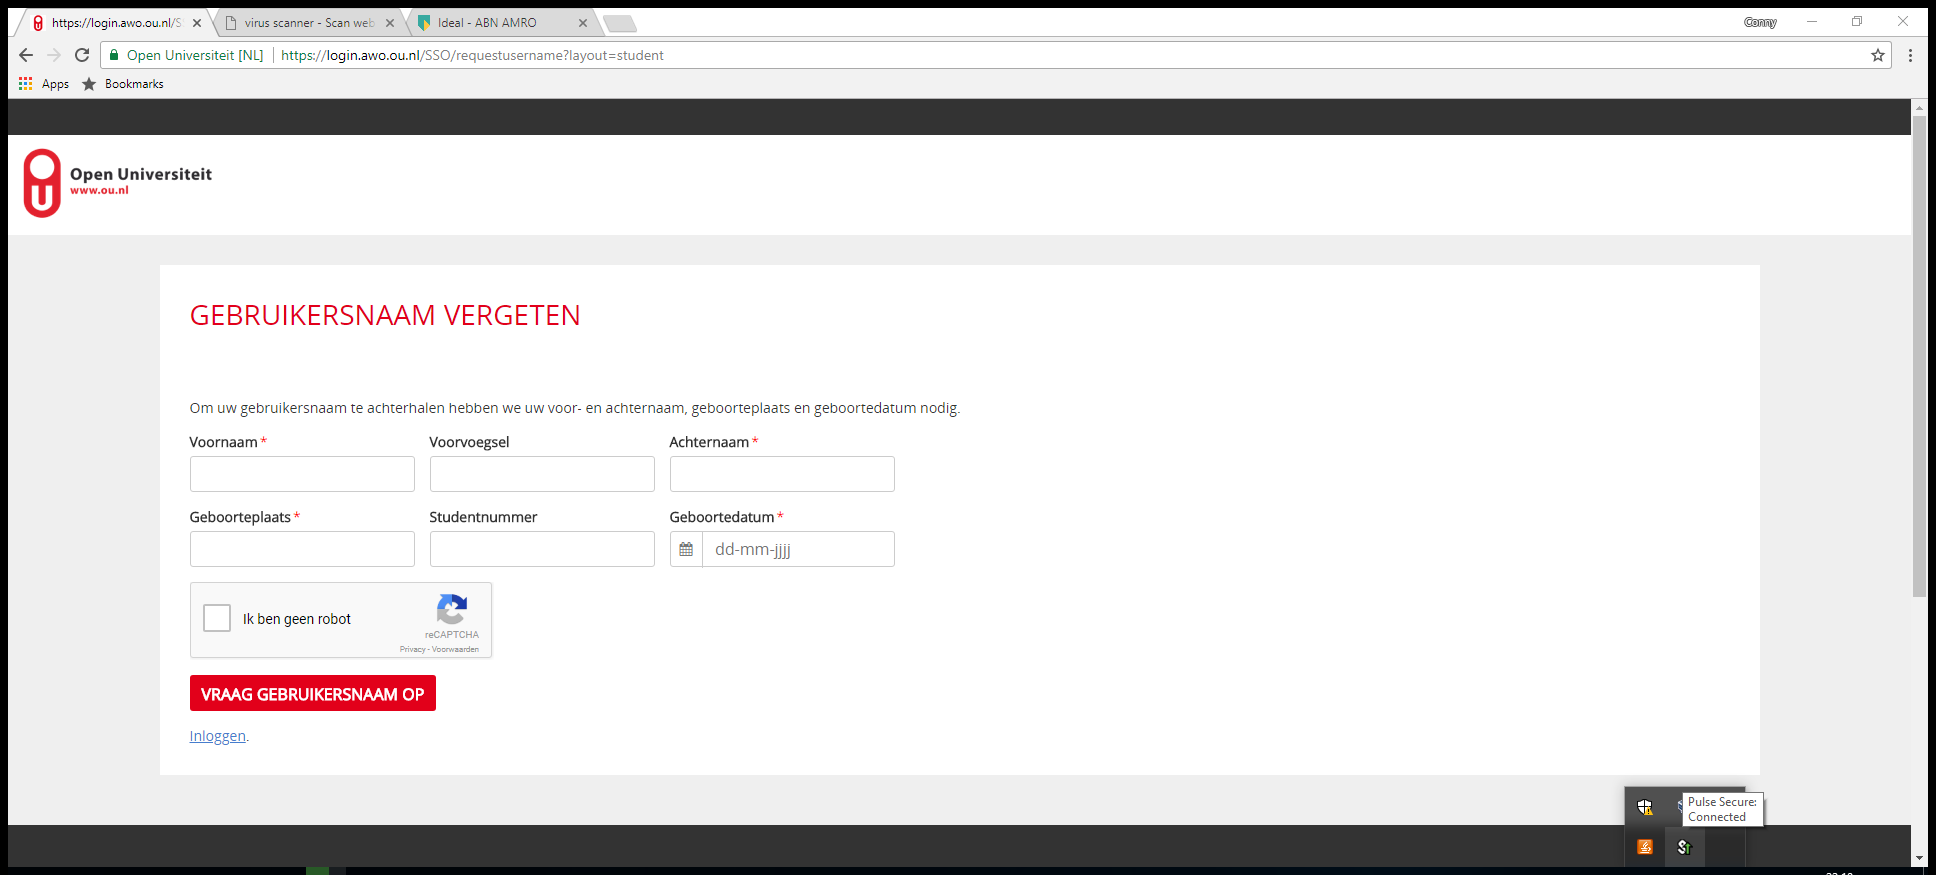 https://login.awo.ou.nl/S
virus scanner - Scan web
Ideal - ABN AMRO
Conny
Open Universiteit [NL]
https://login.awo.ou.nl/SSO/requestusername?layout=student
Apps
Bookmarks
Open Universiteit
www.ou.nl
GEBRUIKERSNAAM VERGETEN
Om uw gebruikersnaam te achterhalen hebben we uw voor- en achternaam, geboorteplaats en geboortedatum nodig.
Voornaam *
Voorvoegsel
Achternaam *
Geboorteplaats *
Studentnummer
Geboortedatum *
dd-mm-jjjj
Ik ben geen robot
reCAPTCHA
Privacy - Voorwaarden
VRAAG GEBRUIKERSNAAM OP
Inloggen.
Pulse Secure:
Connected